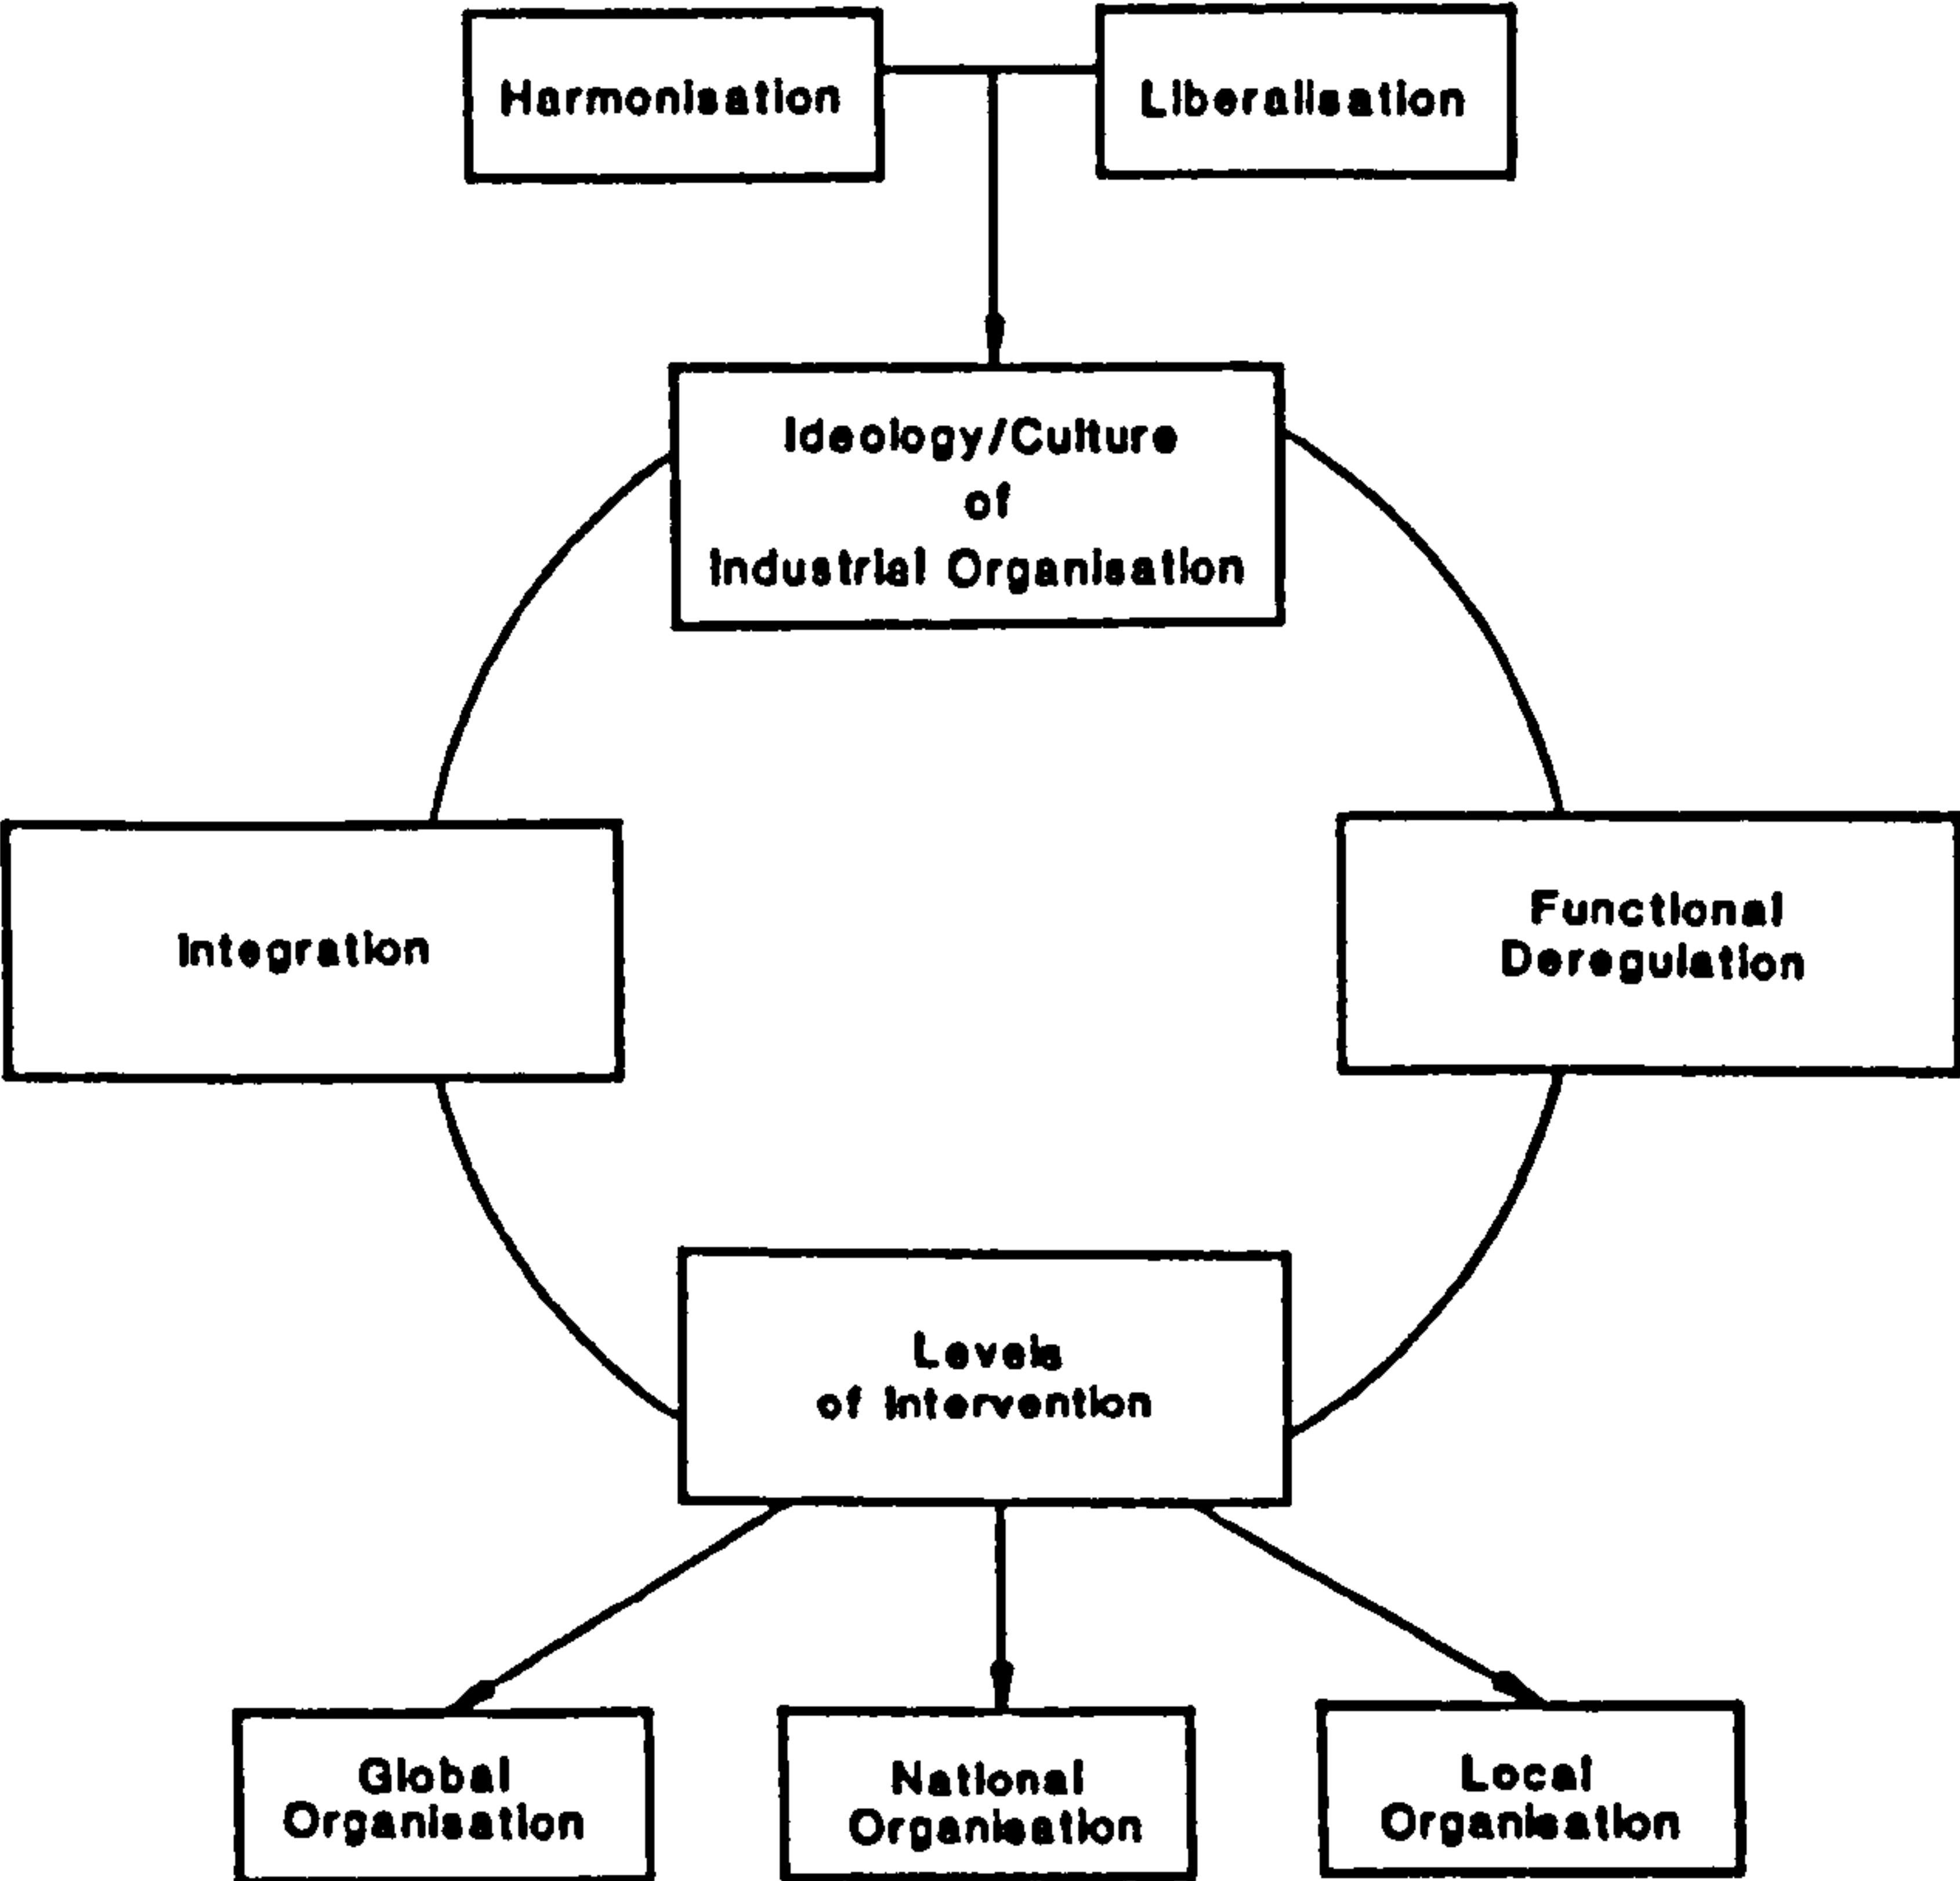 Harmonisation
Liberalisation
Ideology/Culture
of
Industrial Organisation
Integration
Functional
Deregulation
Levels
of Intervention
Global
Organisation
National
Organisation
Local
Organisation